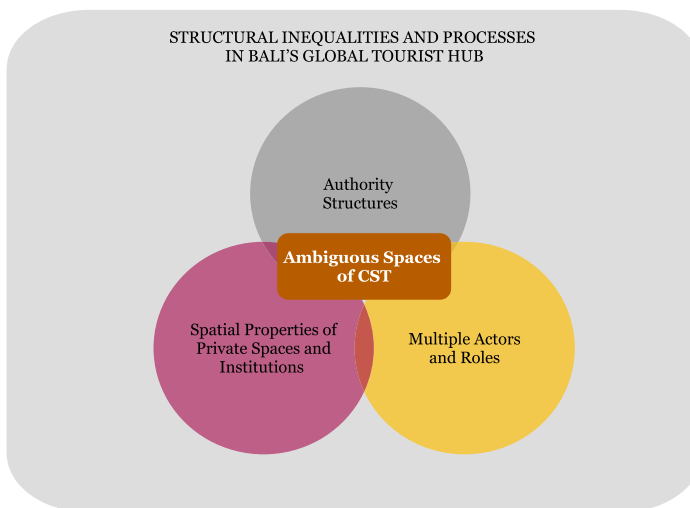 STRUCTURAL INEQUALITIES AND PROCESSES
IN BALI’S GLOBAL TOURIST HUB
Authority
Structures
Ambiguous Spaces
of CST
Spatial Properties of
Private Spaces and
Institutions
Multiple Actors
and Roles